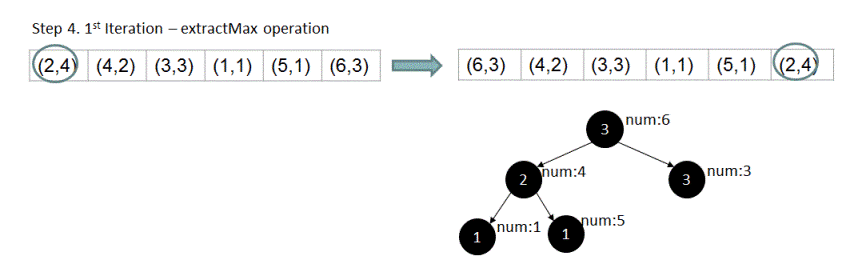 Step 4. 1st Iteration – extractMax operation
(2,4) (4,2) (3,3) (1,1) (5,1) (6,3)
(6,3) (4,2) (3,3) (1,1) (5,1) (2,4)
3 num:6
2 num:4 3 num:3
1 num:1 1 num:5